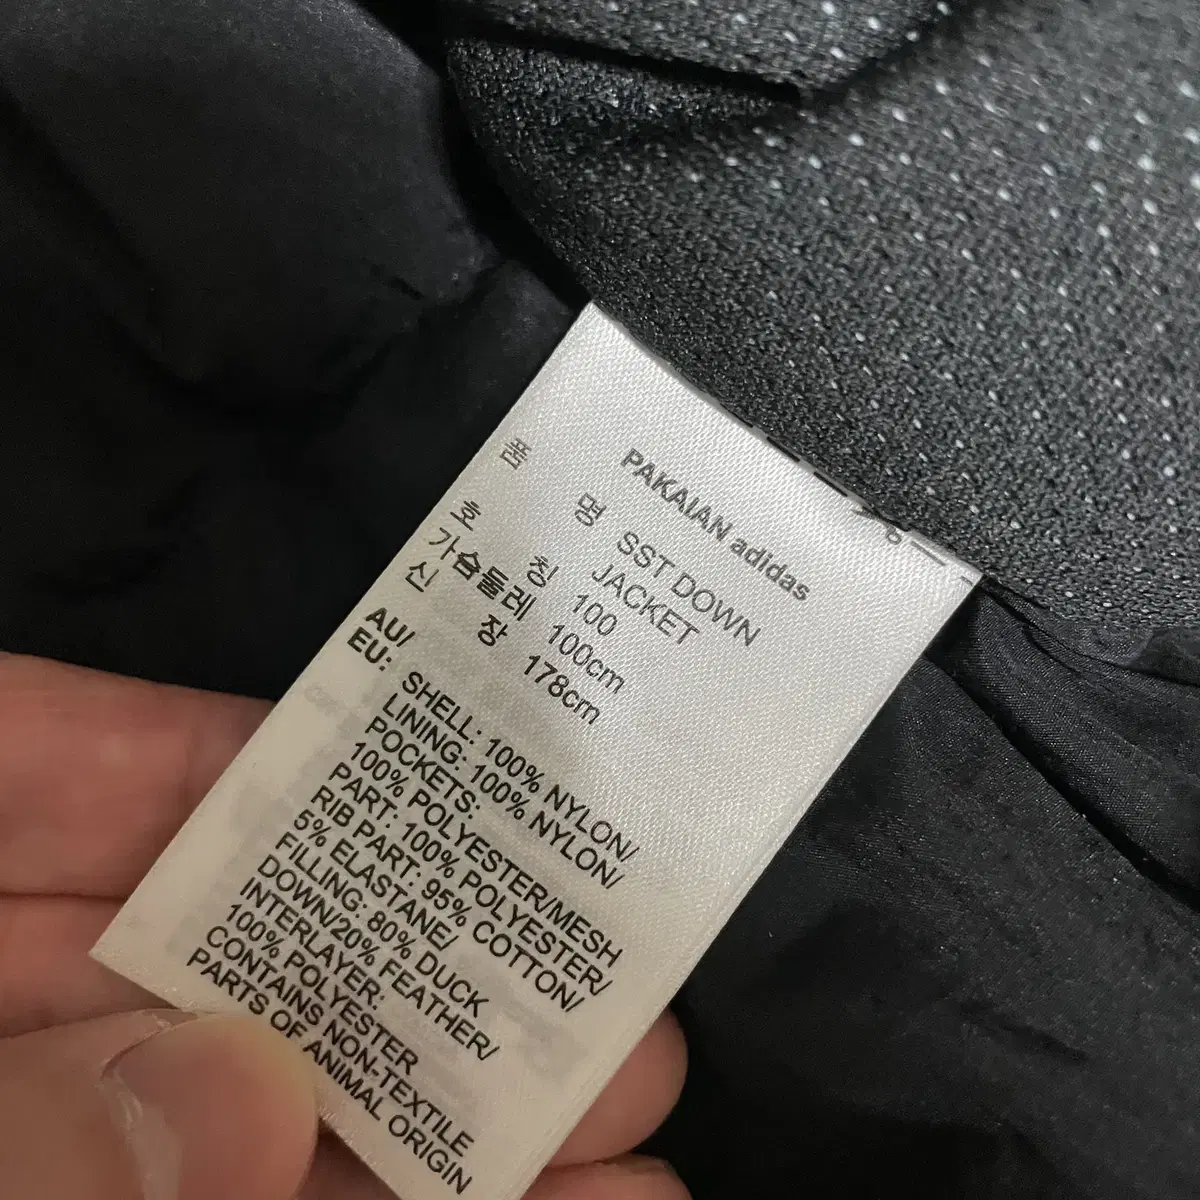 PAKAIAN adidas
품 명 SST DOWN
JACKET
호 칭 100
가슴둘레 100cm
신 장 178cm
AU/
EU: SHELL: 100% NYLON/
LINING: 100% NYLON/
POCKETS:
100% POLYESTER/MESH
PART: 100% POLYESTER/
RIB PART: 95% COTTON/
5% ELASTANE/
FILLING: 80% DUCK
DOWN/20% FEATHER/
INTERLAYER:
100% POLYESTER
CONTAINS NON-TEXTILE
PARTS OF ANIMAL ORIGIN